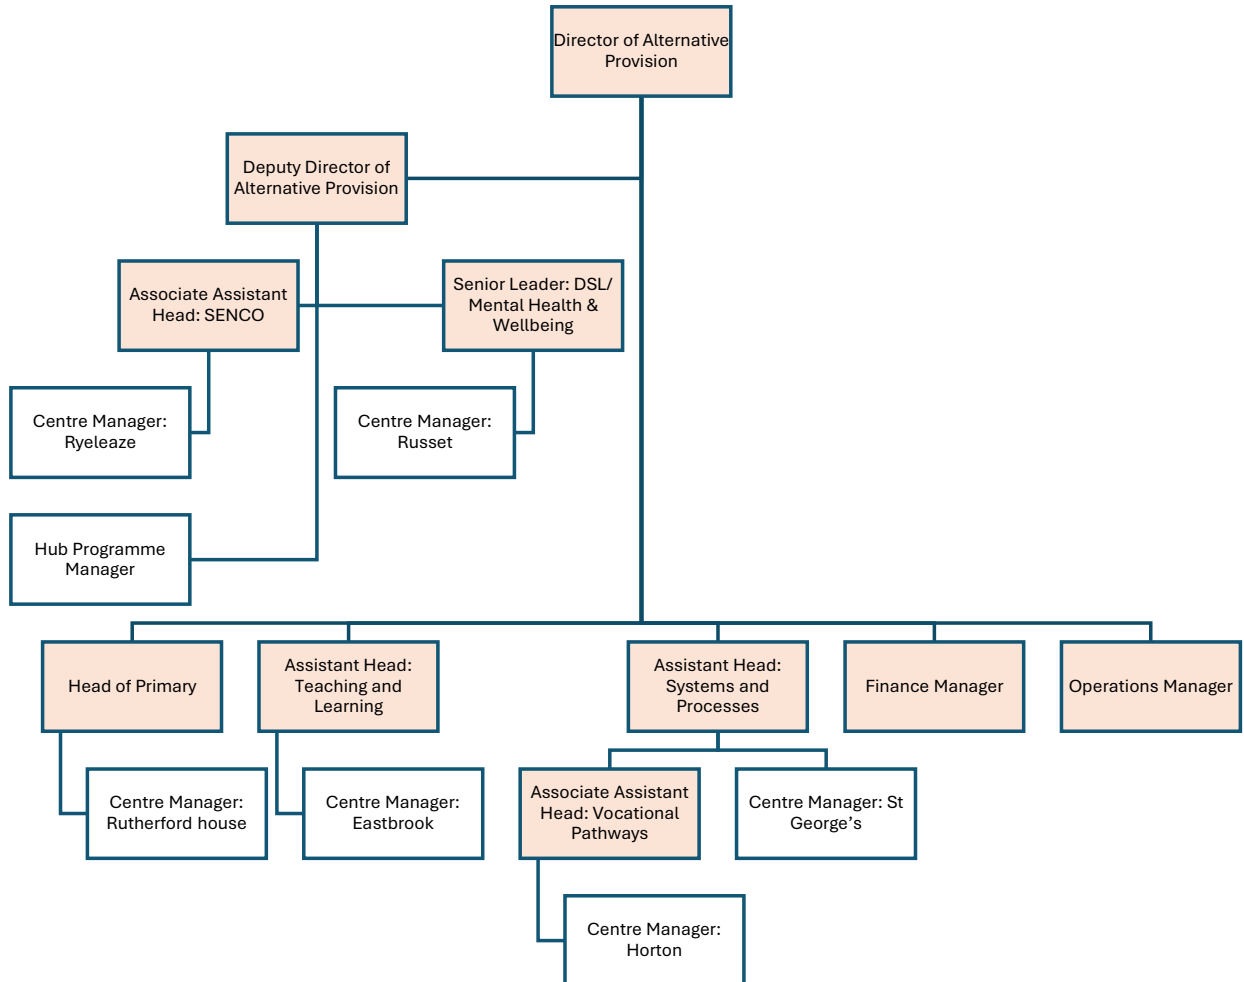 Director of Alternative
Provision
Deputy Director of
Alternative Provision
Associate Assistant
Head: SENCO
Senior Leader: DSL/
Mental Health &
Wellbeing
Centre Manager:
Ryeleaze
Centre Manager:
Russet
Hub Programme
Manager
Head of Primary
Assistant Head:
Teaching and
Learning
Assistant Head:
Systems and
Processes
Finance Manager
Operations Manager
Centre Manager:
Rutherford house
Centre Manager:
Eastbrook
Associate Assistant
Head: Vocational
Pathways
Centre Manager: St
George’s
Centre Manager:
Horton